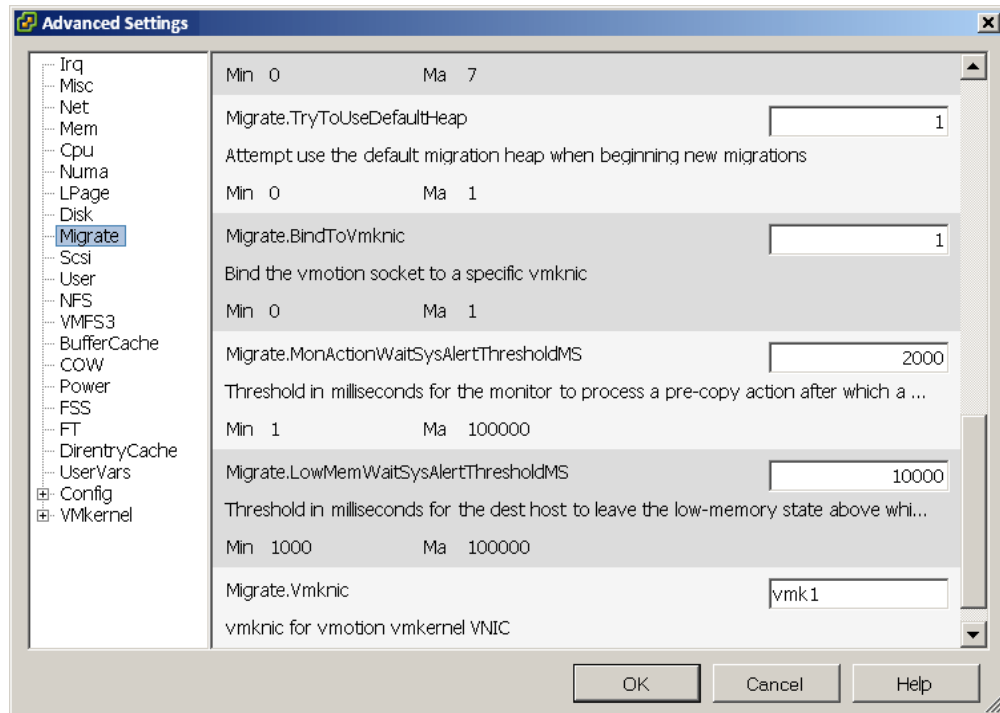 Advanced Settings
Irq
Misc
Net
Mem
Cpu
Numa
LPage
Disk
Migrate
Scsi
User
NFS
VMFS3
BufferCache
COW
Power
FSS
FT
DirentryCache
UserVars
Config
VMkernel
Min 0 Ma 7
Migrate.TryToUseDefaultHeap 1
Attempt use the default migration heap when beginning new migrations
Min 0 Ma 1
Migrate.BindToVmknic 1
Bind the vmotion socket to a specific vmknic
Min 0 Ma 1
Migrate.MonActionWaitSysAlertThresholdMS 2000
Threshold in milliseconds for the monitor to process a pre-copy action after which a ...
Min 1 Ma 100000
Migrate.LowMemWaitSysAlertThresholdMS 10000
Threshold in milliseconds for the dest host to leave the low-memory state above whi...
Min 1000 Ma 100000
Migrate.Vmknic vmk1
vmknic for vmotion vmkernel VNIC
OK Cancel Help